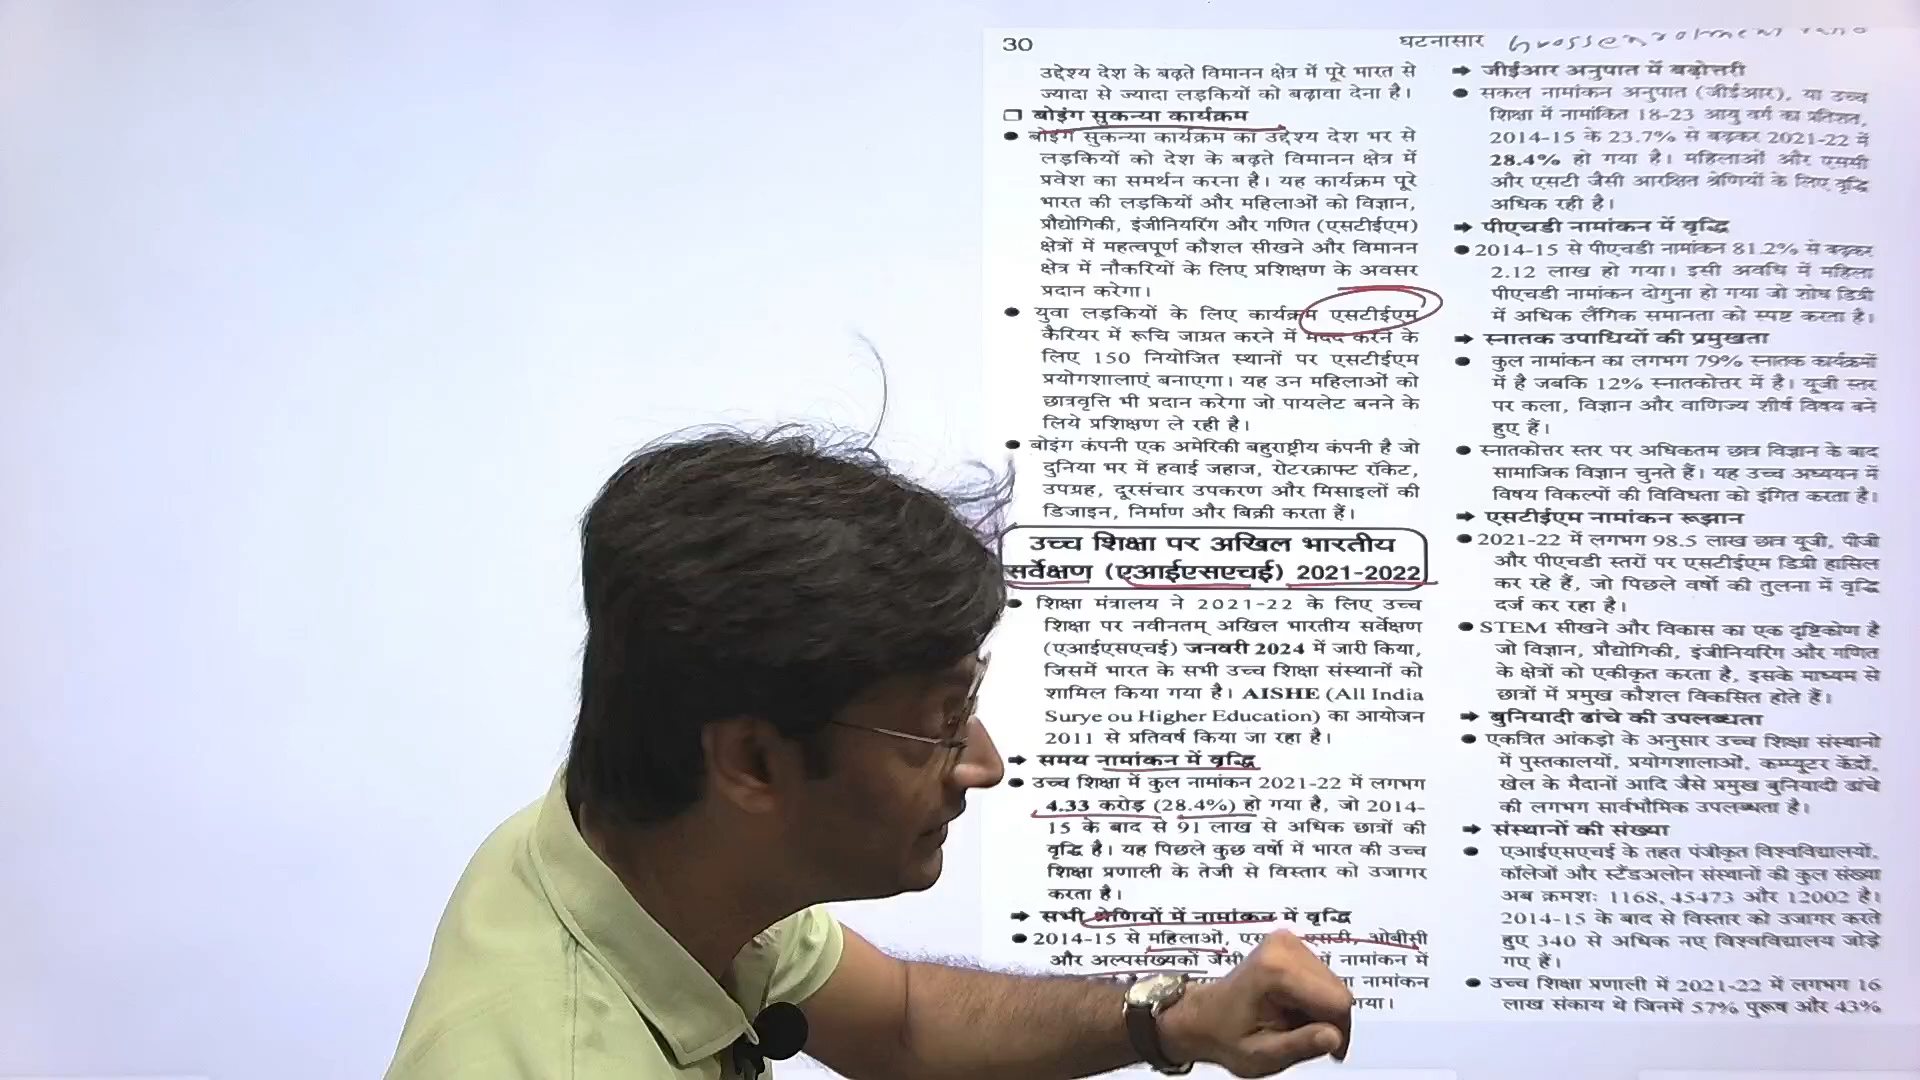 30
घटनासार Gross enrolment
उद्देश्य देश के बढ़ते विमानन क्षेत्र में पूरे भारत से
ज्यादा से ज्यादा लड़कियों को बढ़ावा देना है।
❑ बोइंग सुकन्या कार्यक्रम
● बोइंग सुकन्या कार्यक्रम का उद्देश्य देश भर से
लड़कियों को देश के बढ़ते विमानन क्षेत्र में
प्रवेश का समर्थन करना है। यह कार्यक्रम पूरे
भारत की लड़कियों और महिलाओं को विज्ञान,
प्रौद्योगिकी, इंजीनियरिंग और गणित (एसटीईएम)
क्षेत्रों में महत्वपूर्ण कौशल सीखने और विमानन
क्षेत्र में नौकरियों के लिए प्रशिक्षण के अवसर
प्रदान करेगा।
● युवा लड़कियों के लिए कार्यक्रम एसटीईएम
कैरियर में रूचि जाग्रत करने में मदद करने के
लिए 150 नियोजित स्थानों पर एसटीईएम
प्रयोगशालाएं बनाएगा। यह उन महिलाओं को
छात्रवृत्ति भी प्रदान करेगा जो पायलेट बनने के
लिये प्रशिक्षण ले रही है।
● बोइंग कंपनी एक अमेरिकी बहुराष्ट्रीय कंपनी है जो
दुनिया भर में हवाई जहाज, रोटरक्राफ्ट रॉकेट,
उपग्रह, दूरसंचार उपकरण और मिसाइलों की
डिजाइन, निर्माण और बिक्री करता हैं।
उच्च शिक्षा पर अखिल भारतीय
सर्वेक्षण (एआईएसएचई) 2021-2022
● शिक्षा मंत्रालय ने 2021-22 के लिए उच्च
शिक्षा पर नवीनतम् अखिल भारतीय सर्वेक्षण
(एआईएसएचई) जनवरी 2024 में जारी किया,
जिसमें भारत के सभी उच्च शिक्षा संस्थानों को
शामिल किया गया है। AISHE (All India
Surye ou Higher Education) का आयोजन
2011 से प्रतिवर्ष किया जा रहा है।
➡ समय नामांकन में वृद्धि
● उच्च शिक्षा में कुल नामांकन 2021-22 में लगभग
4.33 करोड़ (28.4%) हो गया है, जो 2014-
15 के बाद से 91 लाख से अधिक छात्रों की
वृद्धि है। यह पिछले कुछ वर्षो में भारत की उच्च
शिक्षा प्रणाली के तेजी से विस्तार को उजागर
करता है।
➡ सभी श्रेणियों में नामांकन में वृद्धि
● 2014-15 से महिलाओं, एसटी, ओबीसी
और अल्पसंख्यकों जैसी में नामांकन में
नामांकन
गया।
➡ जीईआर अनुपात में बढ़ोत्तरी
● सकल नामांकन अनुपात (जीईआर), या उच्च
शिक्षा में नामांकित 18-23 आयु वर्ग का प्रतिशत,
2014-15 के 23.7% से बढ़कर 2021-22 में
28.4% हो गया है। महिलाओं और एससी
और एसटी जैसी आरक्षित श्रेणियों के लिए वृद्धि
अधिक रही है।
➡ पीएचडी नामांकन में वृद्धि
● 2014-15 से पीएचडी नामांकन 81.2% से बढ़कर
2.12 लाख हो गया। इसी अवधि में महिला
पीएचडी नामांकन दोगुना हो गया जो शोध डिग्री
में अधिक लैंगिक समानता को स्पष्ट करता है।
➡ स्नातक उपाधियों की प्रमुखता
● कुल नामांकन का लगभग 79% स्नातक कार्यक्रमों
में है जबकि 12% स्नातकोत्तर में है। यूजी स्तर
पर कला, विज्ञान और वाणिज्य शीर्ष विषय बने
हुए हैं।
● स्नातकोत्तर स्तर पर अधिकतम छात्र विज्ञान के बाद
सामाजिक विज्ञान चुनते हैं। यह उच्च अध्ययन में
विषय विकल्पों की विविधता को इंगित करता है।
➡ एसटीईएम नामांकन रूझान
● 2021-22 में लगभग 98.5 लाख छात्र यूजी, पीजी
और पीएचडी स्तरों पर एसटीईएम डिग्री हासिल
कर रहे हैं, जो पिछले वर्षो की तुलना में वृद्धि
दर्ज कर रहा है।
● STEM सीखने और विकास का एक दृष्टिकोण है
जो विज्ञान, प्रौद्योगिकी, इंजीनियरिंग और गणित
के क्षेत्रों को एकीकृत करता है, इसके माध्यम से
छात्रों में प्रमुख कौशल विकसित होते हैं।
➡ बुनियादी ढांचे की उपलब्धता
● एकत्रित आंकड़ो के अनुसार उच्च शिक्षा संस्थानो
में पुस्तकालयों, प्रयोगशालाओं, कम्प्यूटर केंद्रों,
खेल के मैदानों आदि जैसे प्रमुख बुनियादी ढांचे
की लगभग सार्वभौमिक उपलब्धता है।
➡ संस्थानों की संख्या
● एआईएसएचई के तहत पंजीकृत विश्वविद्यालयों,
कॉलेजों और स्टैंडअलोन संस्थानों की कुल संख्या
अब क्रमशः 1168, 45473 और 12002 है।
2014-15 के बाद से विस्तार को उजागर करते
हुए 340 से अधिक नए विश्वविद्यालय जोड़े
गए हैं।
● उच्च शिक्षा प्रणाली में 2021-22 में लगभग 16
लाख संकाय थे जिनमें 57% पुरूष और 43%